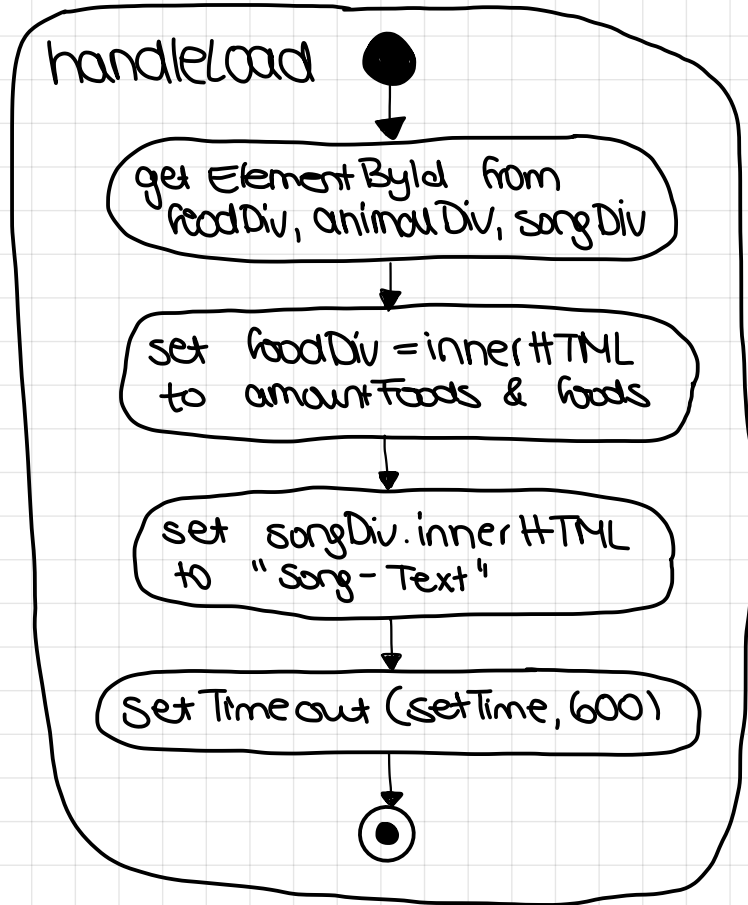 handleLoad
get ElementById from
foodDiv, animalDiv, songDiv
set foodDiv = innerHTML
to amountFoods & foods
set songDiv.innerHTML
to "Song-Text"
setTimeout (setTime, 600)